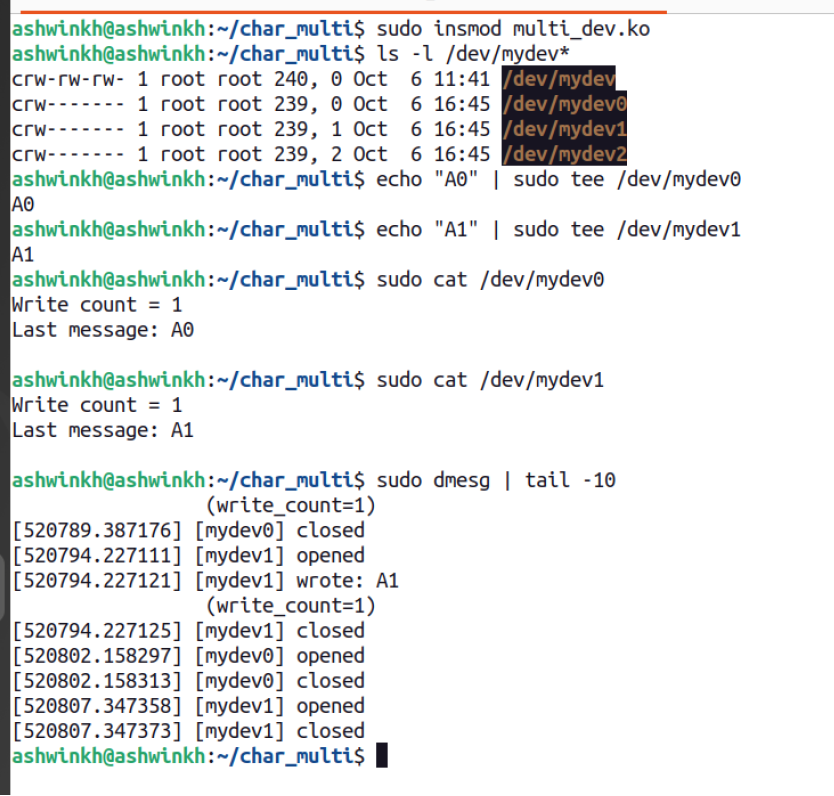 ashwinkh@ashwinkh:~/char_multi$ sudo insmod multi_dev.ko
ashwinkh@ashwinkh:~/char_multi$ ls -l /dev/mydev*
crw-rw-rw- 1 root root 240, 0 Oct  6 11:41 /dev/mydev
crw------- 1 root root 239, 0 Oct  6 16:45 /dev/mydev0
crw------- 1 root root 239, 1 Oct  6 16:45 /dev/mydev1
crw------- 1 root root 239, 2 Oct  6 16:45 /dev/mydev2
ashwinkh@ashwinkh:~/char_multi$ echo "A0" | sudo tee /dev/mydev0
A0
ashwinkh@ashwinkh:~/char_multi$ echo "A1" | sudo tee /dev/mydev1
A1
ashwinkh@ashwinkh:~/char_multi$ sudo cat /dev/mydev0
Write count = 1
Last message: A0
ashwinkh@ashwinkh:~/char_multi$ sudo cat /dev/mydev1
Write count = 1
Last message: A1
ashwinkh@ashwinkh:~/char_multi$ sudo dmesg | tail -10
(write_count=1)
[520789.387176] [mydev0] closed
[520794.227111] [mydev1] opened
[520794.227121] [mydev1] wrote: A1
(write_count=1)
[520794.227125] [mydev1] closed
[520802.158297] [mydev0] opened
[520802.158313] [mydev0] closed
[520807.347358] [mydev1] opened
[520807.347373] [mydev1] closed
ashwinkh@ashwinkh:~/char_multi$